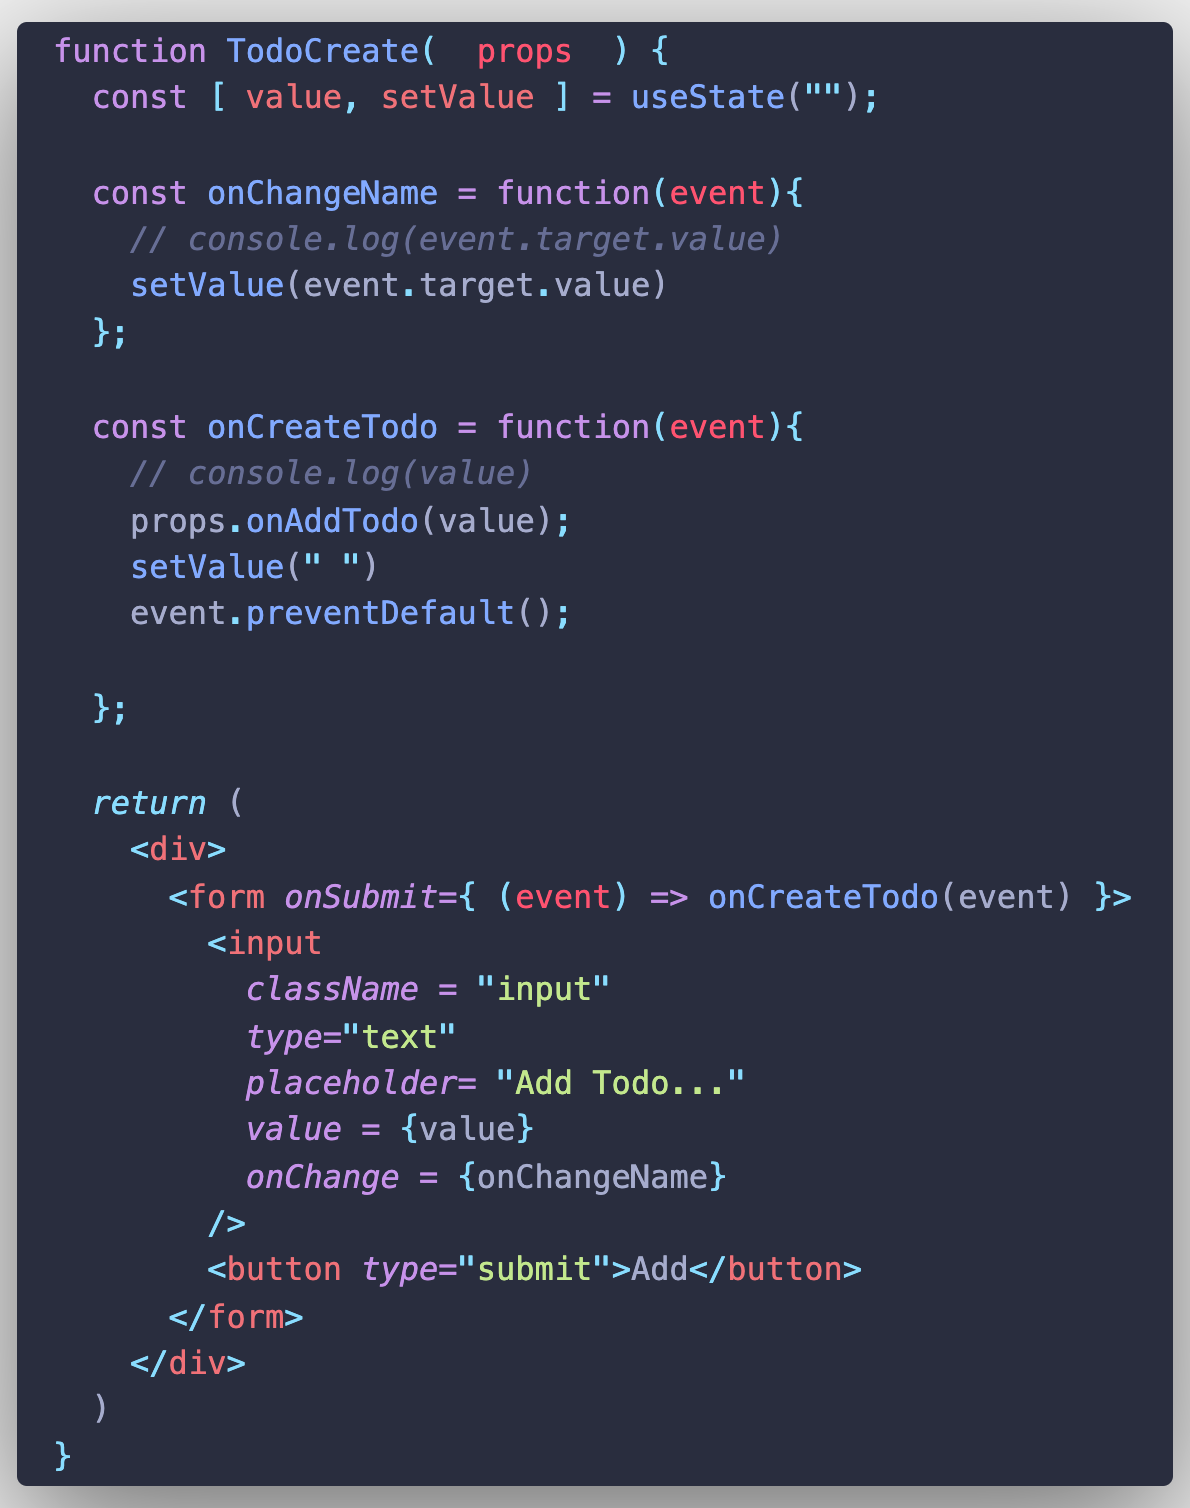 function TodoCreate(  props  ) {
  const [ value, setValue ] = useState("");

  const onChangeName = function(event){
    // console.log(event.target.value)
    setValue(event.target.value)
  };

  const onCreateTodo = function(event){
    // console.log(value)
    props.onAddTodo(value);
    setValue(" ")
    event.preventDefault();

  };

  return (
    <div>
      <form onSubmit={ (event) => onCreateTodo(event) }>
        <input
          className = "input"
          type="text"
          placeholder= "Add Todo..."
          value = {value}
          onChange = {onChangeName}
        />
        <button type="submit">Add</button>
      </form>
    </div>
  )
}